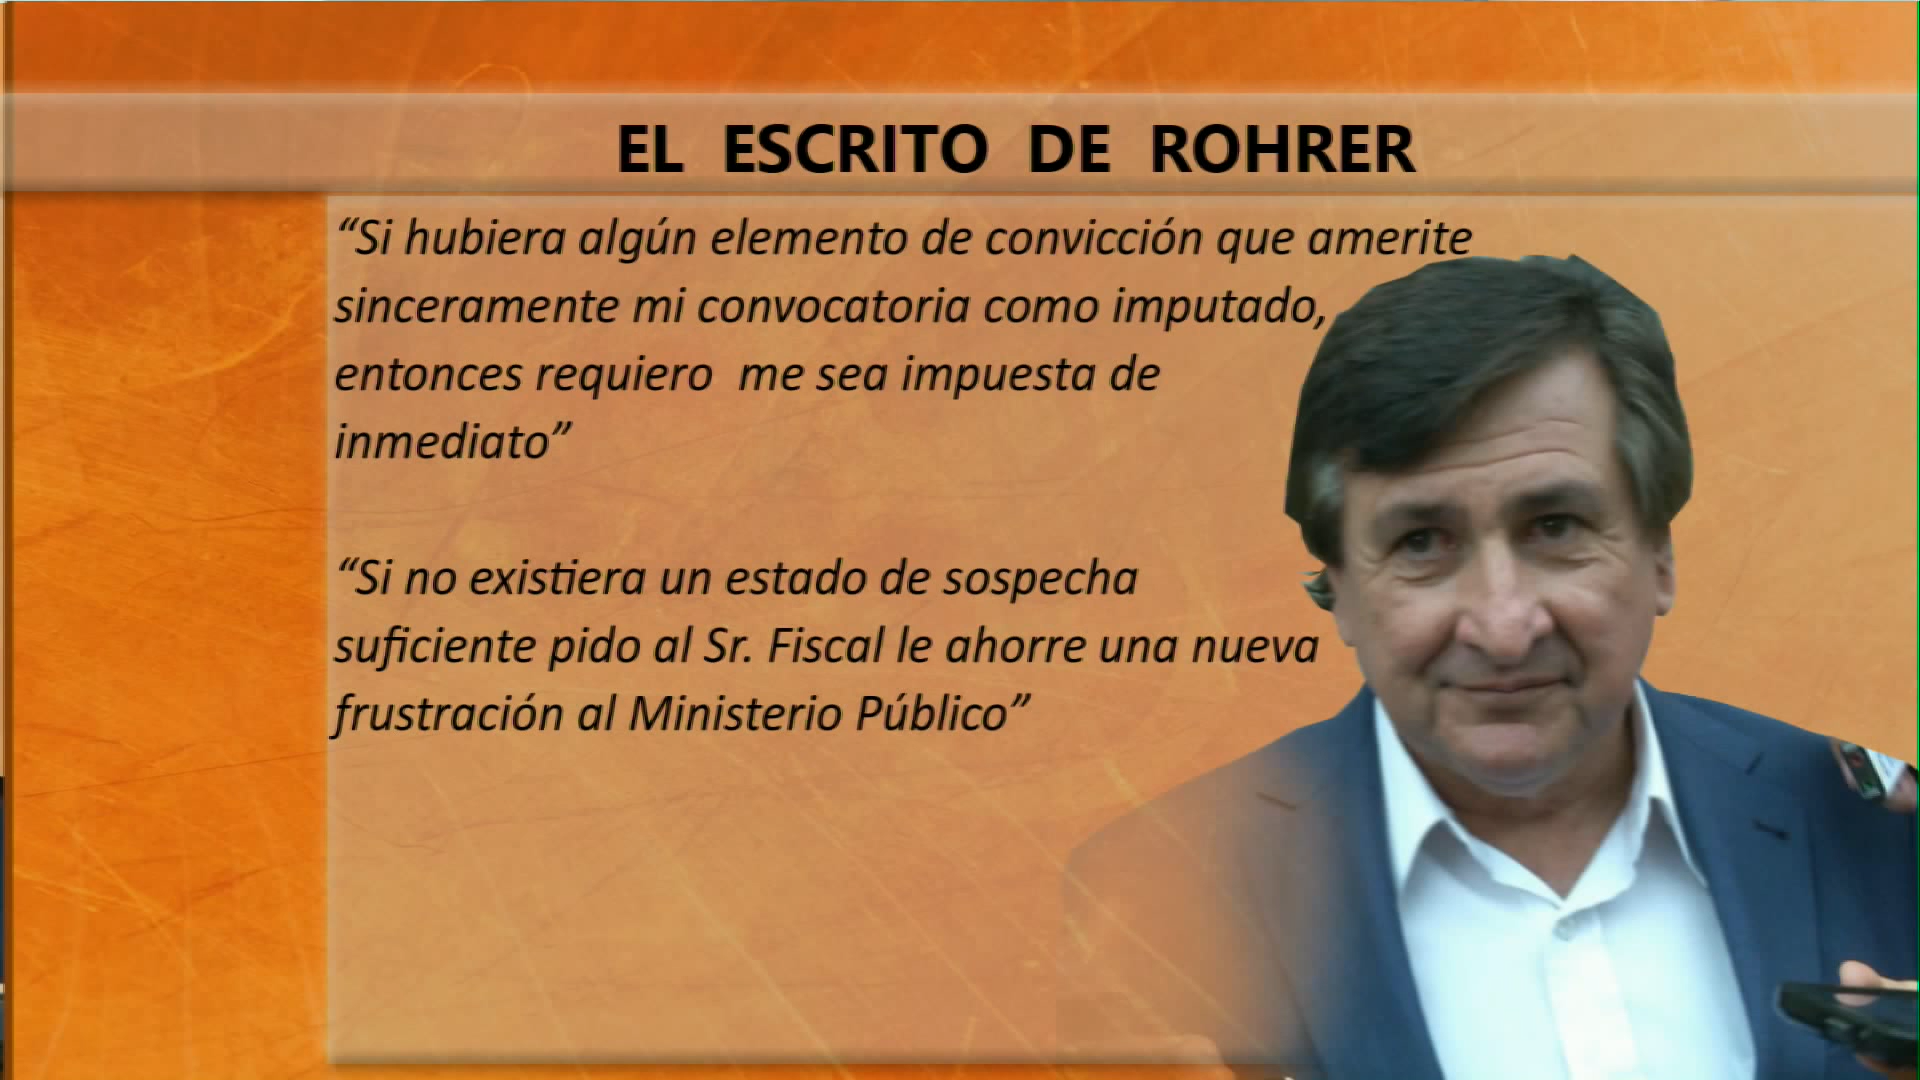 EL ESCRITO DE ROHRER
“Si hubiera algún elemento de convicción que amerite
sinceramente mi convocatoria como imputado,
entonces requiero me sea impuesta de
inmediato”
“Si no existiera un estado de sospecha
suficiente pido al Sr. Fiscal le ahorre una nueva
frustración al Ministerio Público”